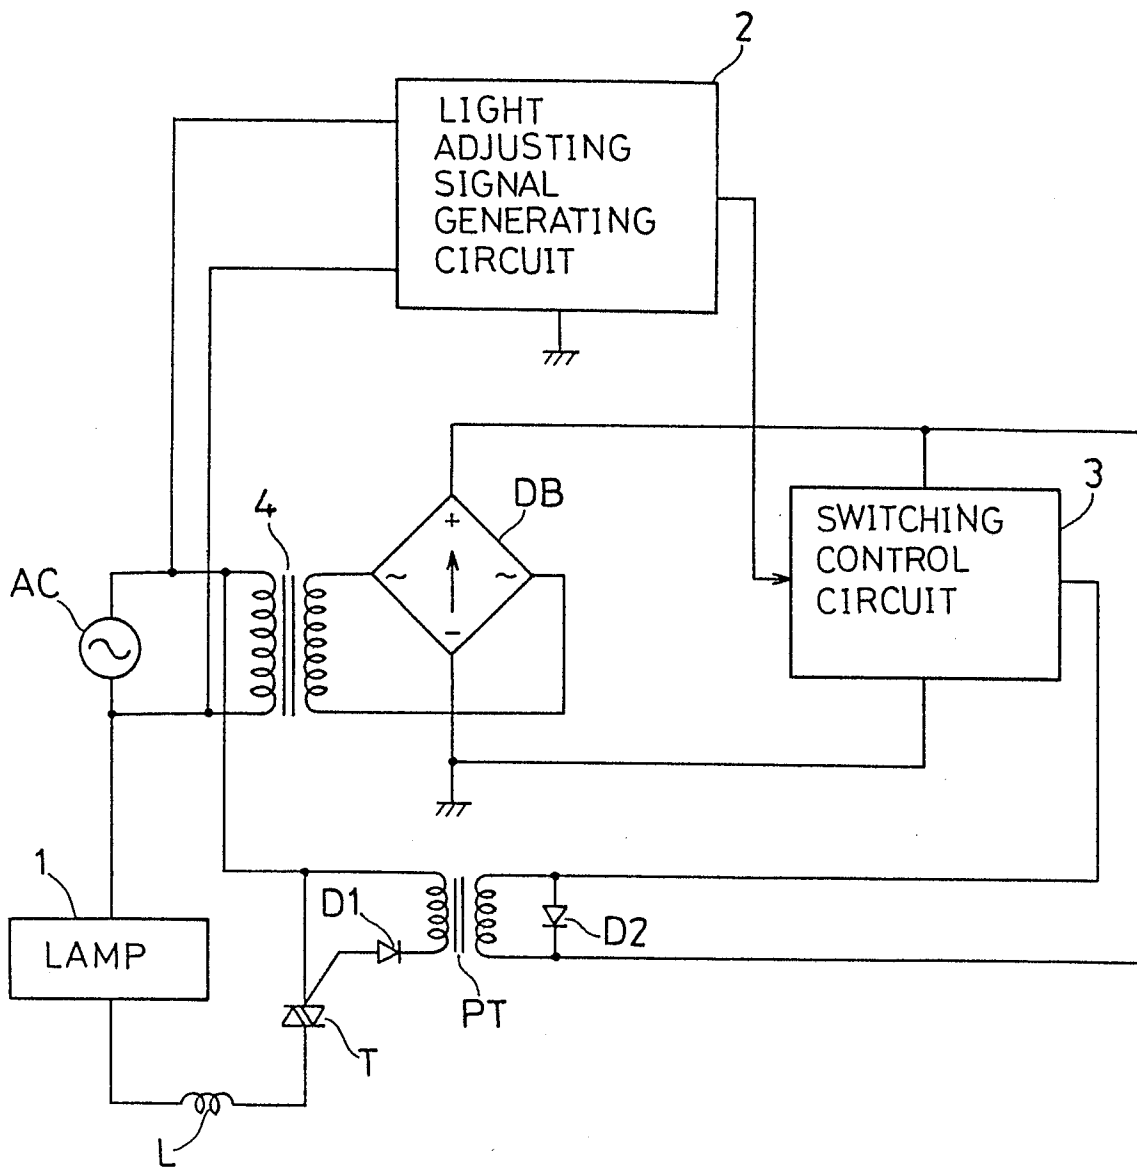 2
LIGHT
ADJUSTING
SIGNAL
GENERATING
CIRCUIT
4
DB
+
~
~
-
3
SWITCHING
CONTROL
CIRCUIT
AC
1
LAMP
D1
D2
PT
T
L